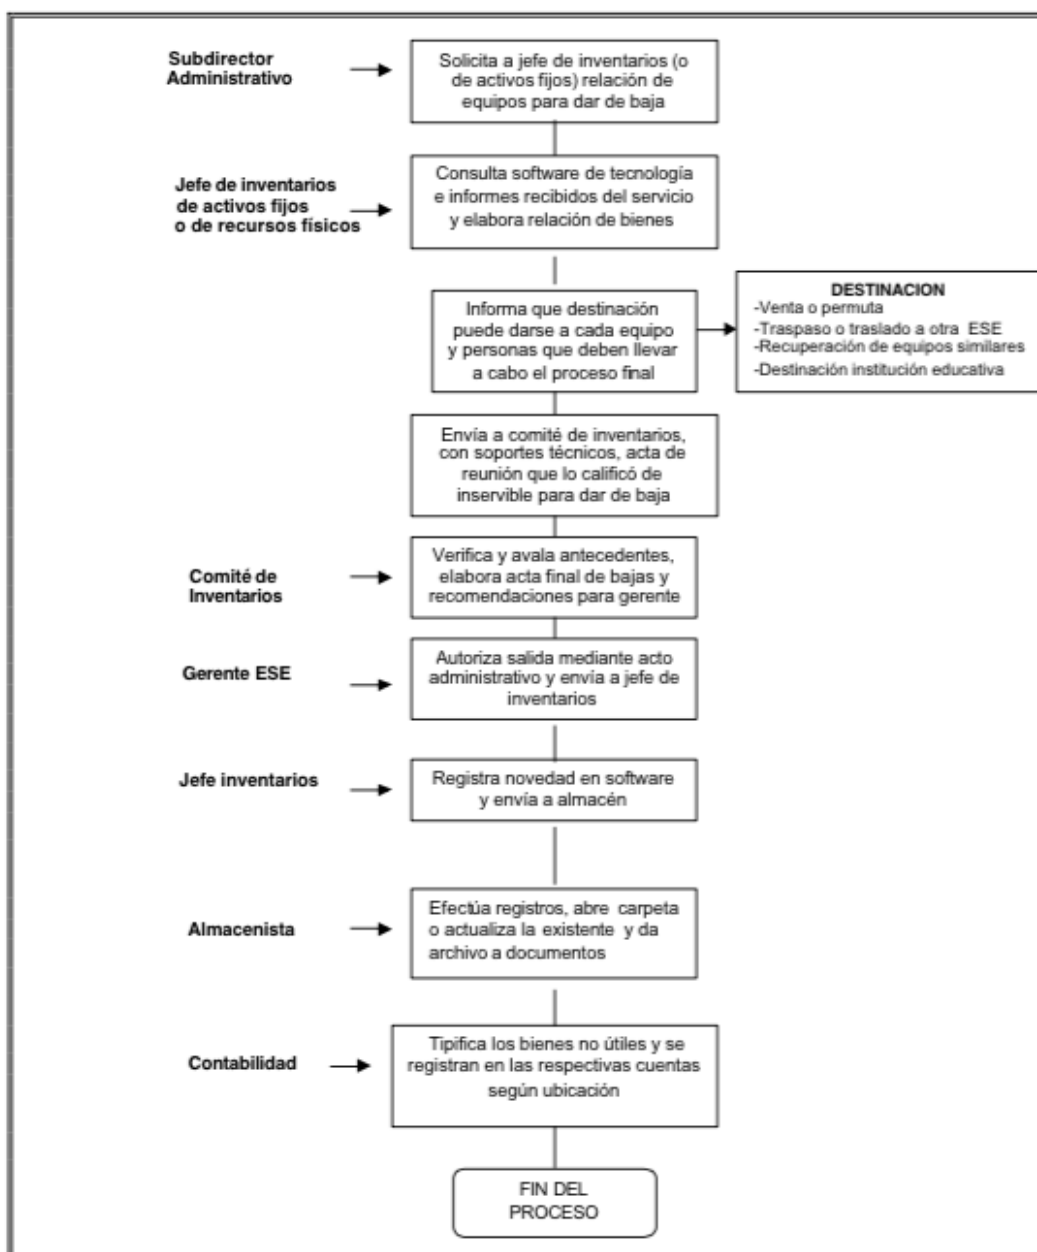 Subdirector
Administrativo
Solicita a jefe de inventarios (o
de activos fijos) relación de
equipos para dar de baja
Jefe de inventarios
de activos fijos
o de recursos físicos
Consulta software de tecnología
e informes recibidos del servicio
y elabora relación de bienes
Informa que destinación
puede darse a cada equipo
y personas que deben llevar
a cabo el proceso final
DESTINACION
-Venta o permuta
-Traspaso o traslado a otra ESE
-Recuperación de equipos similares
-Destinación institución educativa
Envía a comité de inventarios,
con soportes técnicos, acta de
reunión que lo calificó de
inservible para dar de baja
Comité de
Inventarios
Verifica y avala antecedentes,
elabora acta final de bajas y
recomendaciones para gerente
Gerente ESE
Autoriza salida mediante acto
administrativo y envía a jefe de
inventarios
Jefe inventarios
Registra novedad en software
y envía a almacén
Almacenista
Efectúa registros, abre carpeta
o actualiza la existente y da
archivo a documentos
Contabilidad
Tipifica los bienes no útiles y se
registran en las respectivas cuentas
según ubicación
FIN DEL
PROCESO